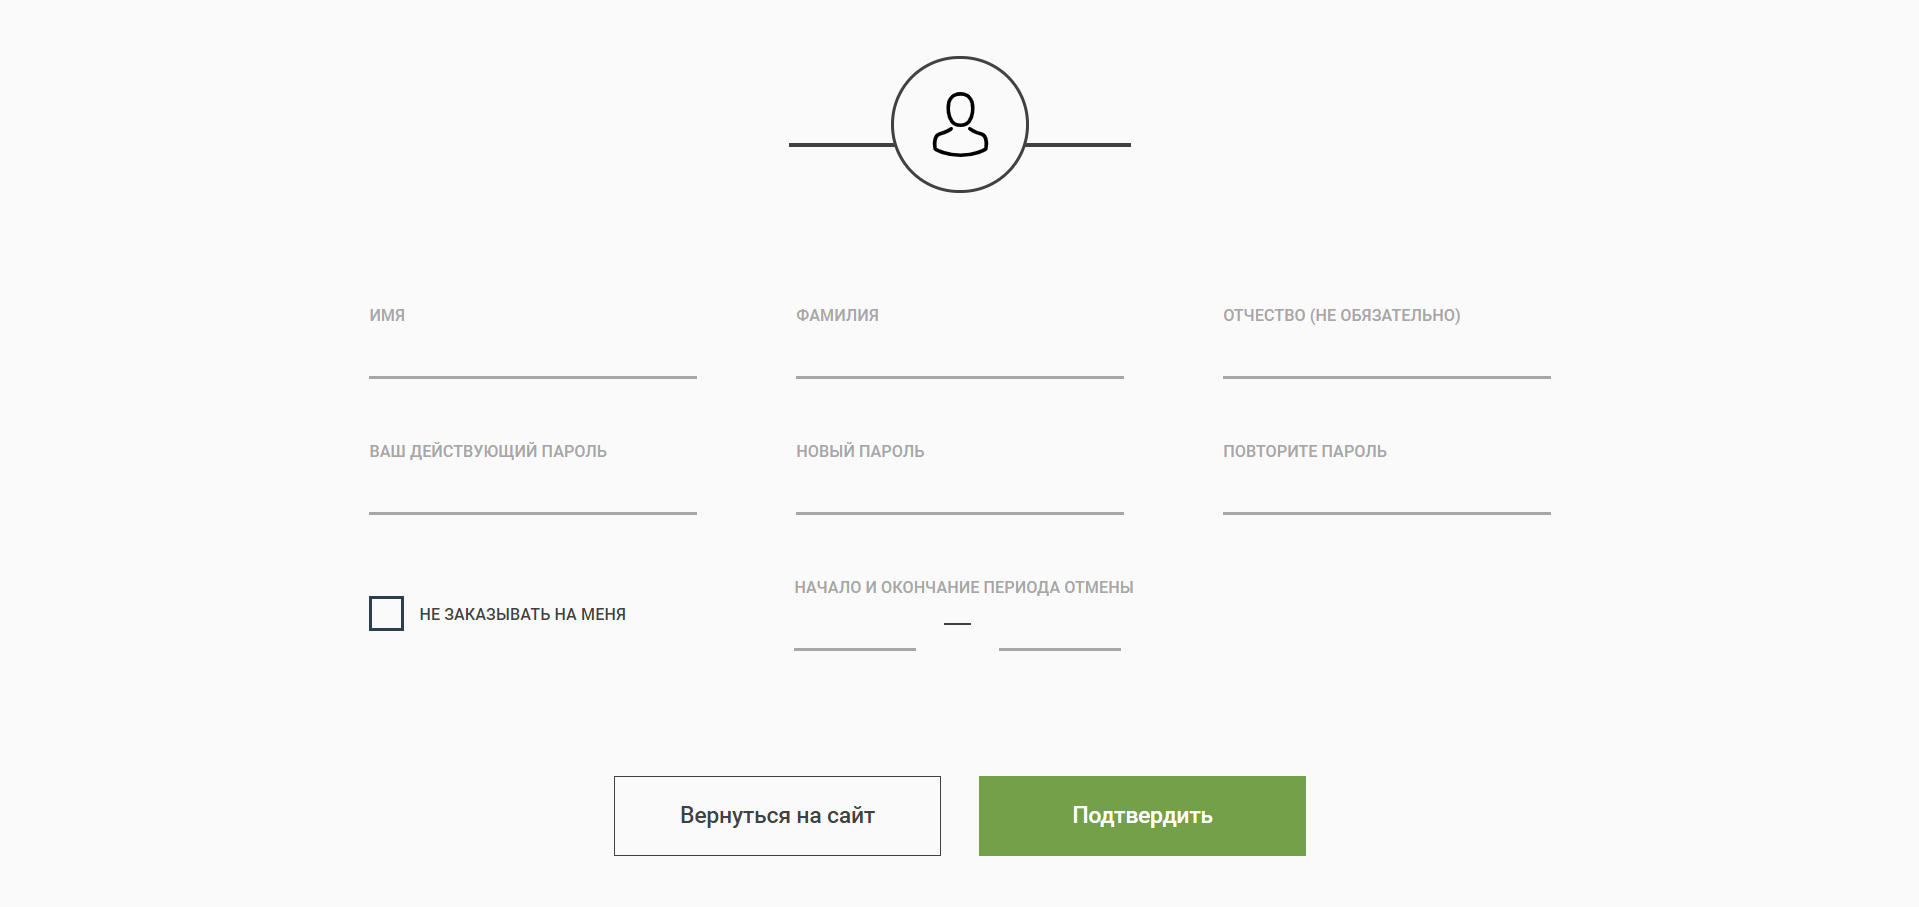 ИМЯ
ФАМИЛИЯ
ОТЧЕСТВО (НЕ ОБЯЗАТЕЛЬНО)
ВАШ ДЕЙСТВУЮЩИЙ ПАРОЛЬ
НОВЫЙ ПАРОЛЬ
ПОВТОРИТЕ ПАРОЛЬ
НЕ ЗАКАЗЫВАТЬ НА МЕНЯ
НАЧАЛО И ОКОНЧАНИЕ ПЕРИОДА ОТМЕНЫ
—
Вернуться на сайт
Подтвердить